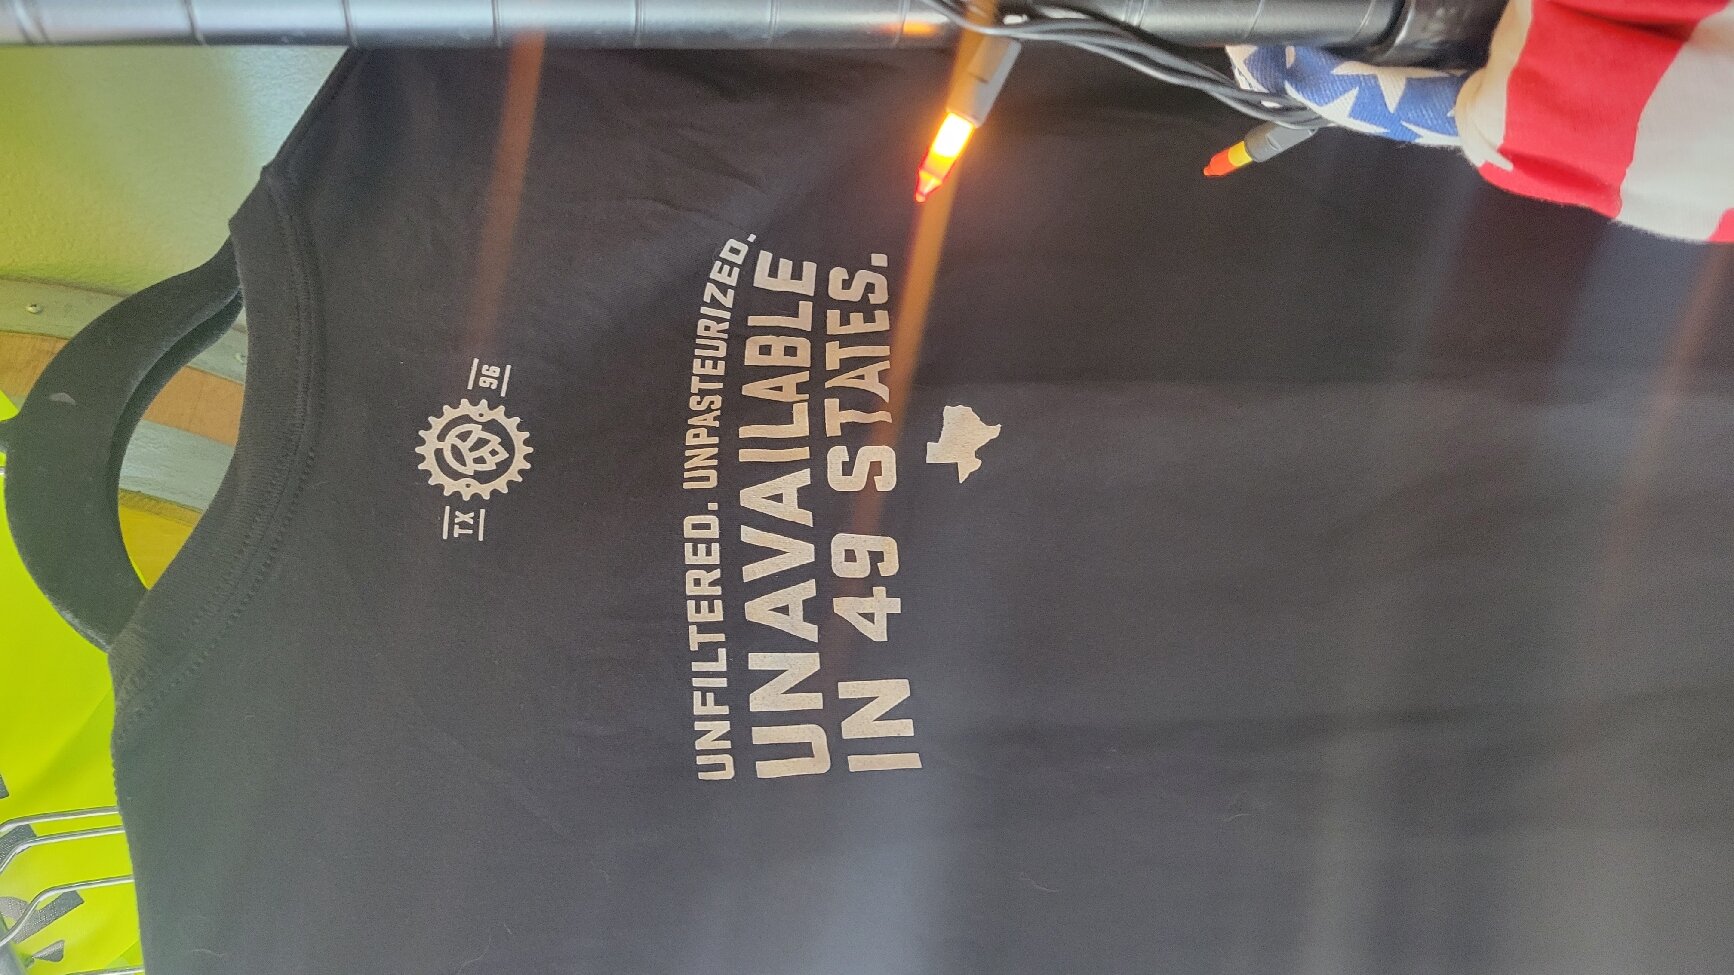 TX 96
UNFILTERED. UNPASTEURIZED.
UNAVAILABLE
IN 49 STATES.